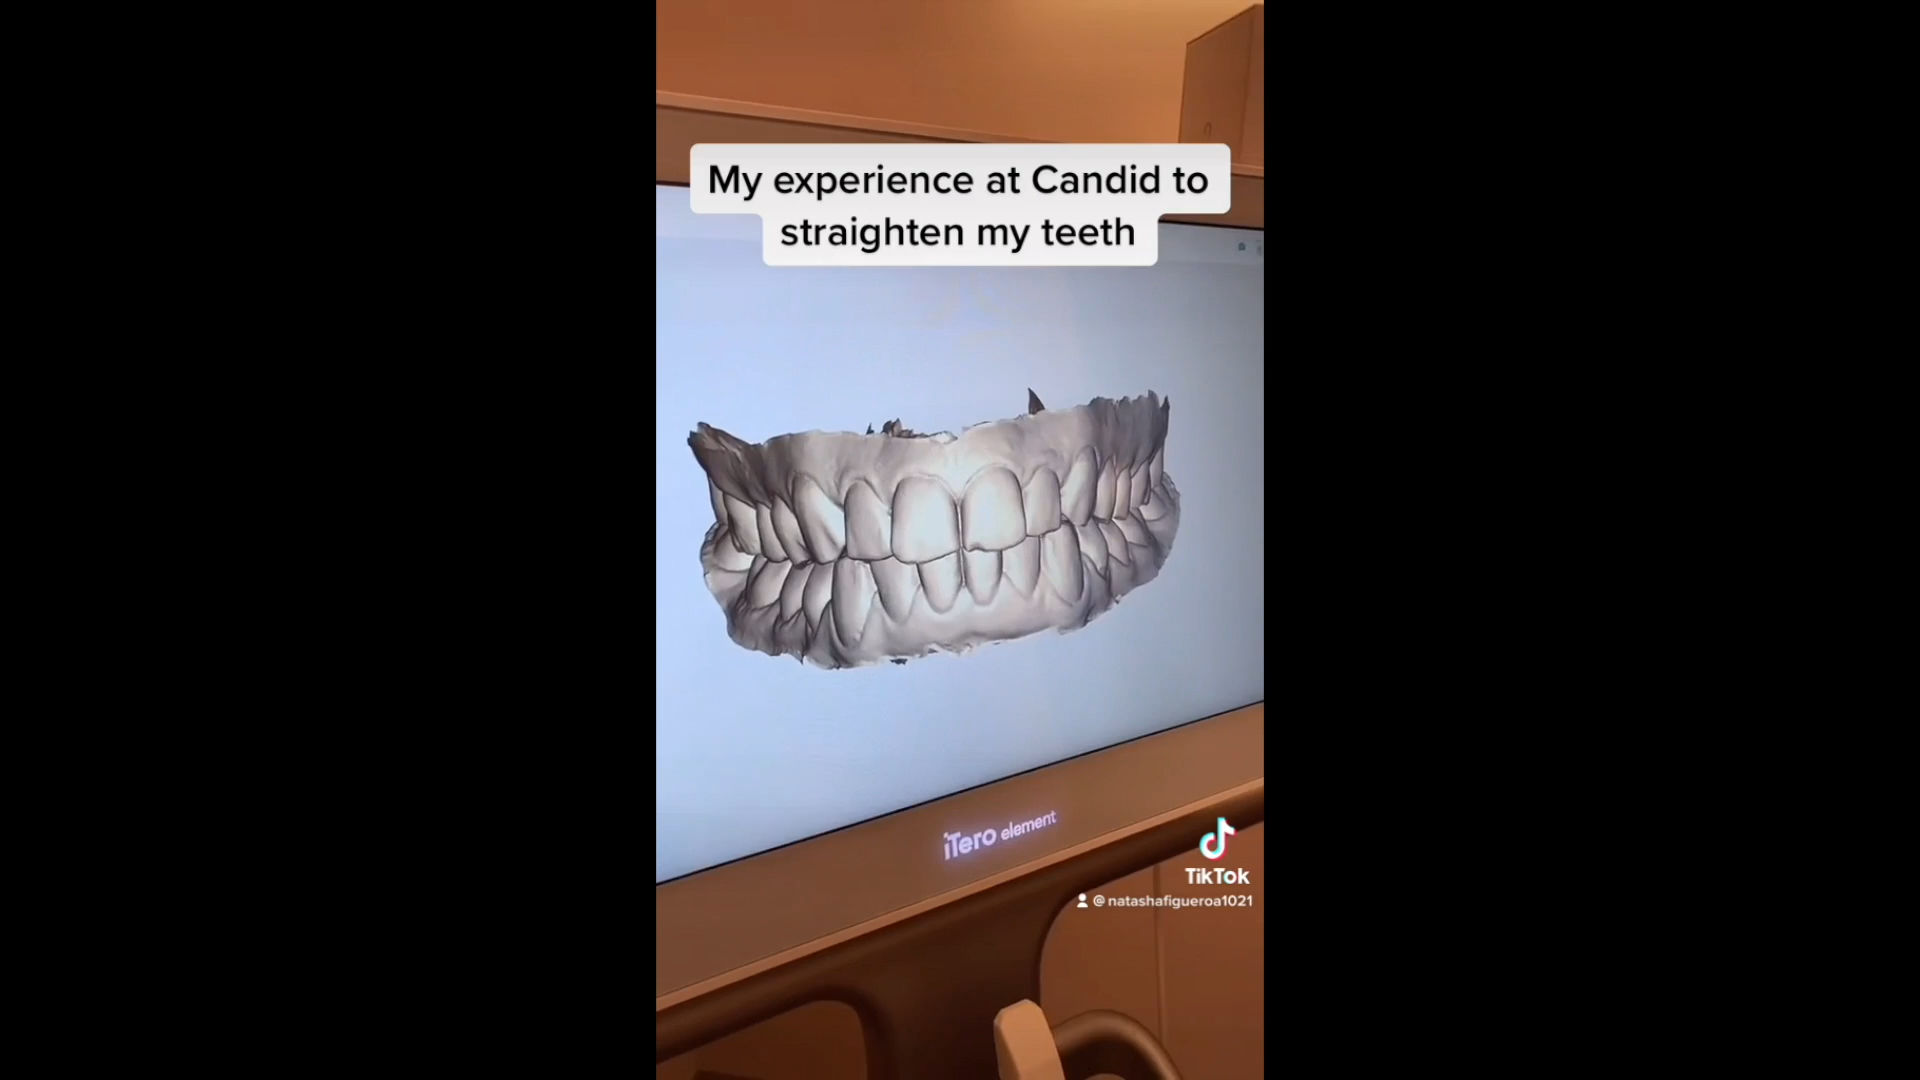 My experience at Candid to
straighten my teeth
iTero element
TikTok
@natashafigueroa1021